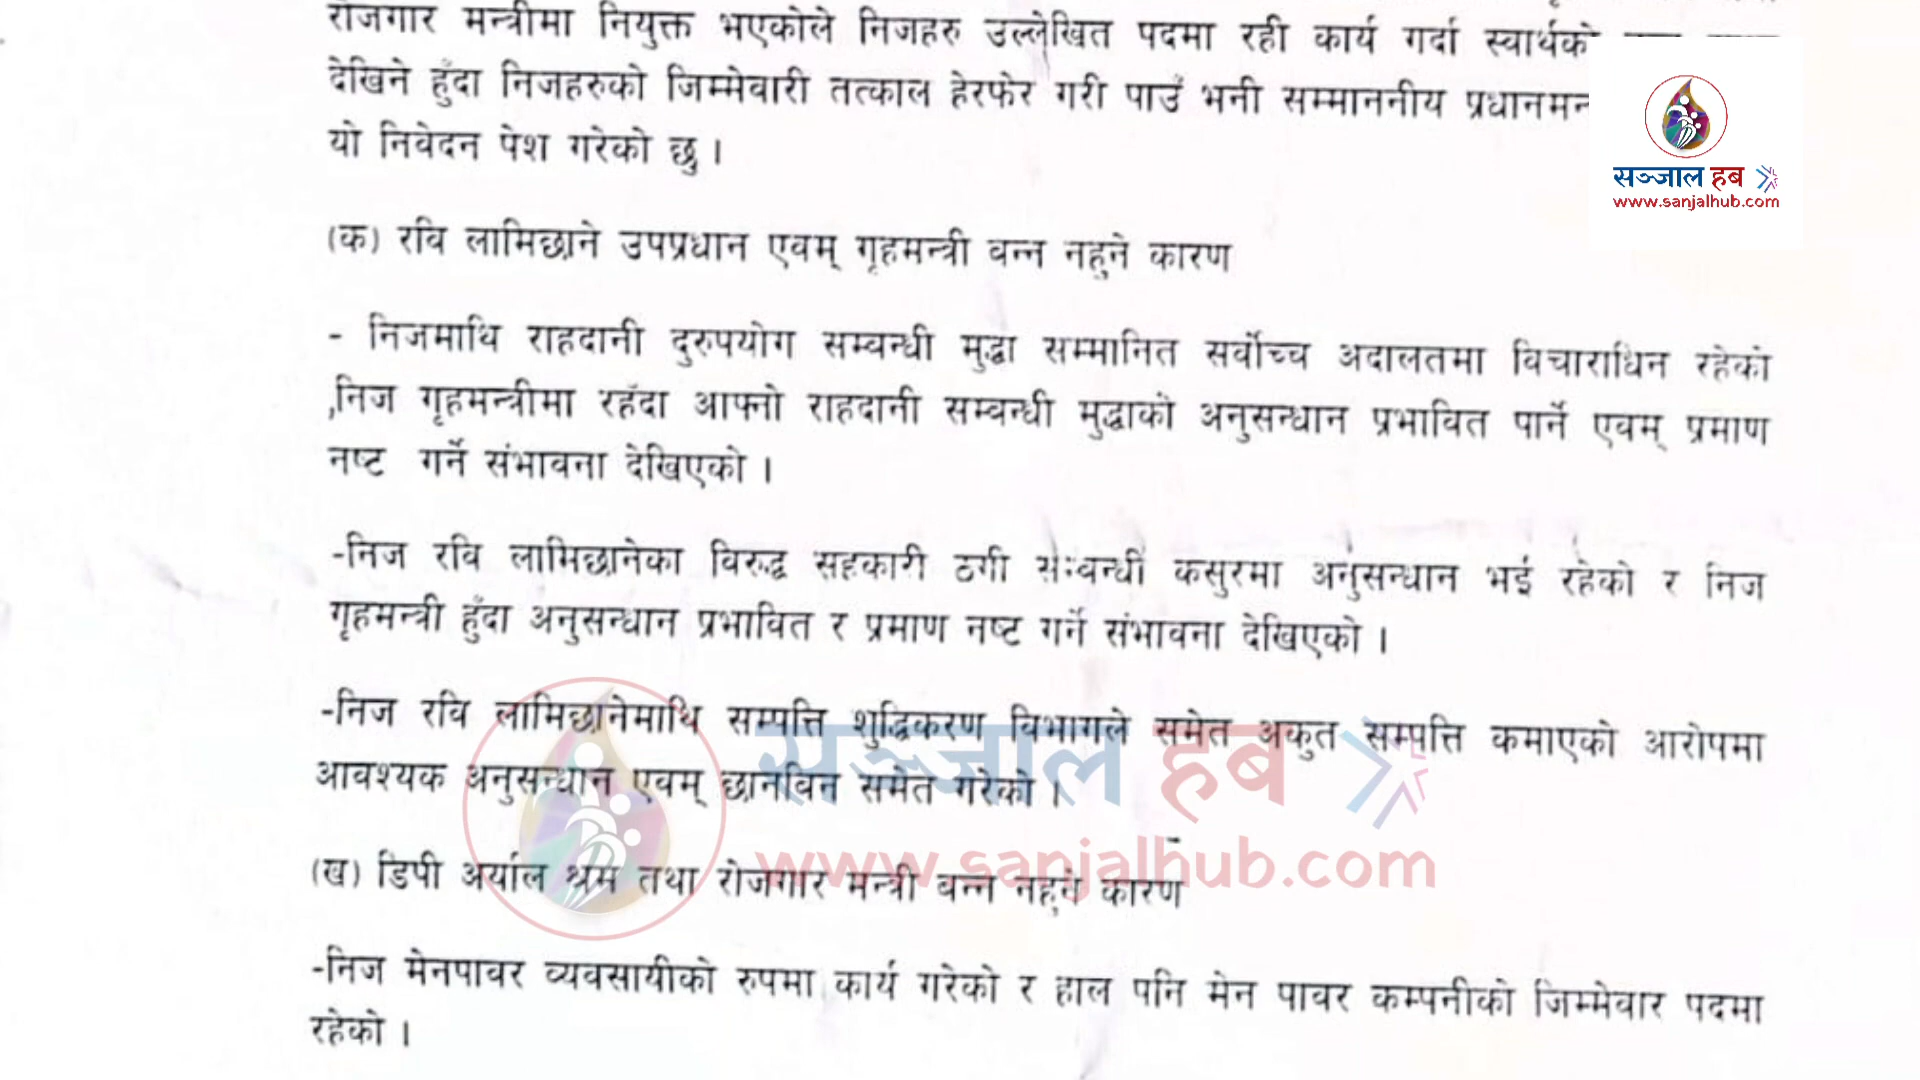 रोजगार मन्त्रीमा नियुक्त भएकोले निजहरु उल्लेखित पदमा रही कार्य गर्दा स्वार्थको
देखिने हुँदा निजहरुको जिम्मेवारी तत्काल हेरफेर गरी पाउँ भनी सम्माननीय
यो निवेदन पेश गरेको छु ।
सञ्जाल हब
www.sanjalhub.com
(क) रवि लामिछाने उपप्रधान एवम् गृहमन्त्री बन्न नहुने कारण
- निजमाथि राहदानी दुरुपयोग सम्बन्धी मुद्धा सम्मानित सर्वोच्च अदालतमा विचाराधिन रहेको
,निज गृहमन्त्रीमा रहँदा आफ्नो राहदानी सम्बन्धी मुद्धाको अनुसन्धान प्रभावित पार्ने एवम् प्रमाण
नष्ट गर्ने संभावना देखिएको ।
-निज रवि लामिछानेका विरुद्ध सहकारी ठगी सम्बन्धी कसुरमा अनुसन्धान भई रहेको र निज
गृहमन्त्री हुँदा अनुसन्धान प्रभावित र प्रमाण नष्ट गर्ने संभावना देखिएको ।
-निज रवि लामिछानेमाथि सम्पत्ति शुद्धिकरण विभागले समेत अकुत सम्पत्ति कमाएको आरोपमा
आवश्यक अनुसन्धान एवम् छानविन समेत गरेको ।
सञ्जाल हब
www.sanjalhub.com
(ख) डिपी अर्याल श्रम तथा रोजगार मन्त्री बन्न नहुने कारण
-निज मेनपावर व्यवसायीको रुपमा कार्य गरेको र हाल पनि मेन पावर कम्पनीको जिम्मेवार पदमा
रहेको ।